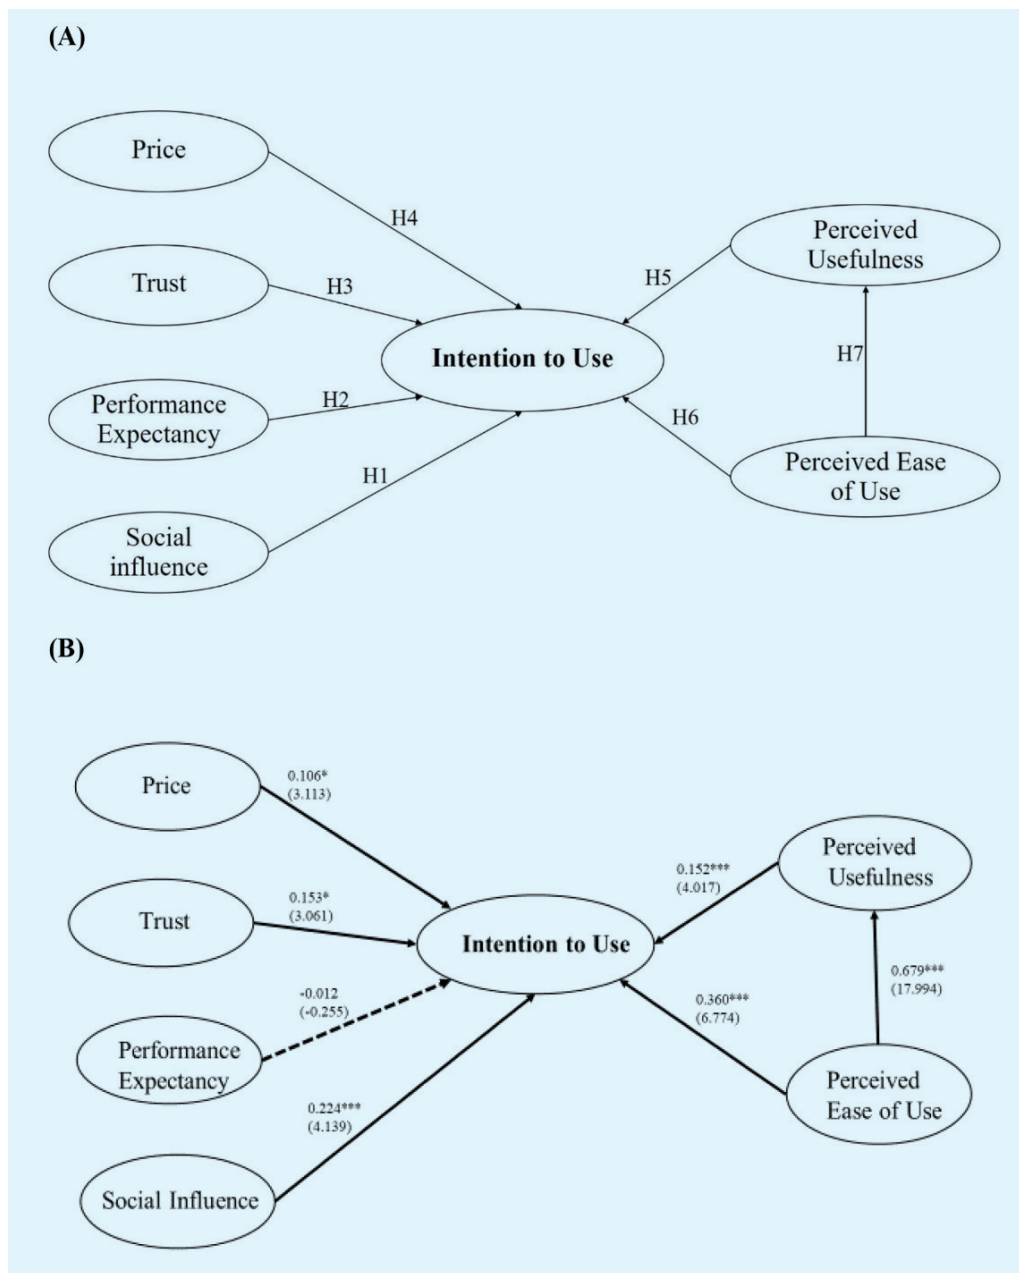 (A)
Price
H4
Trust
H3
Performance
Expectancy
H2
Social
influence
H1
Intention to Use
Perceived
Usefulness
H5
H7
H6
Perceived Ease
of Use
(B)
Price
0.106*
(3.113)
Trust
0.153*
(3.061)
Performance
Expectancy
-0.012
(-0.255)
Social Influence
0.224***
(4.139)
Intention to Use
Perceived
Usefulness
0.152***
(4.017)
0.679***
(17.994)
0.360***
(6.774)
Perceived
Ease of Use